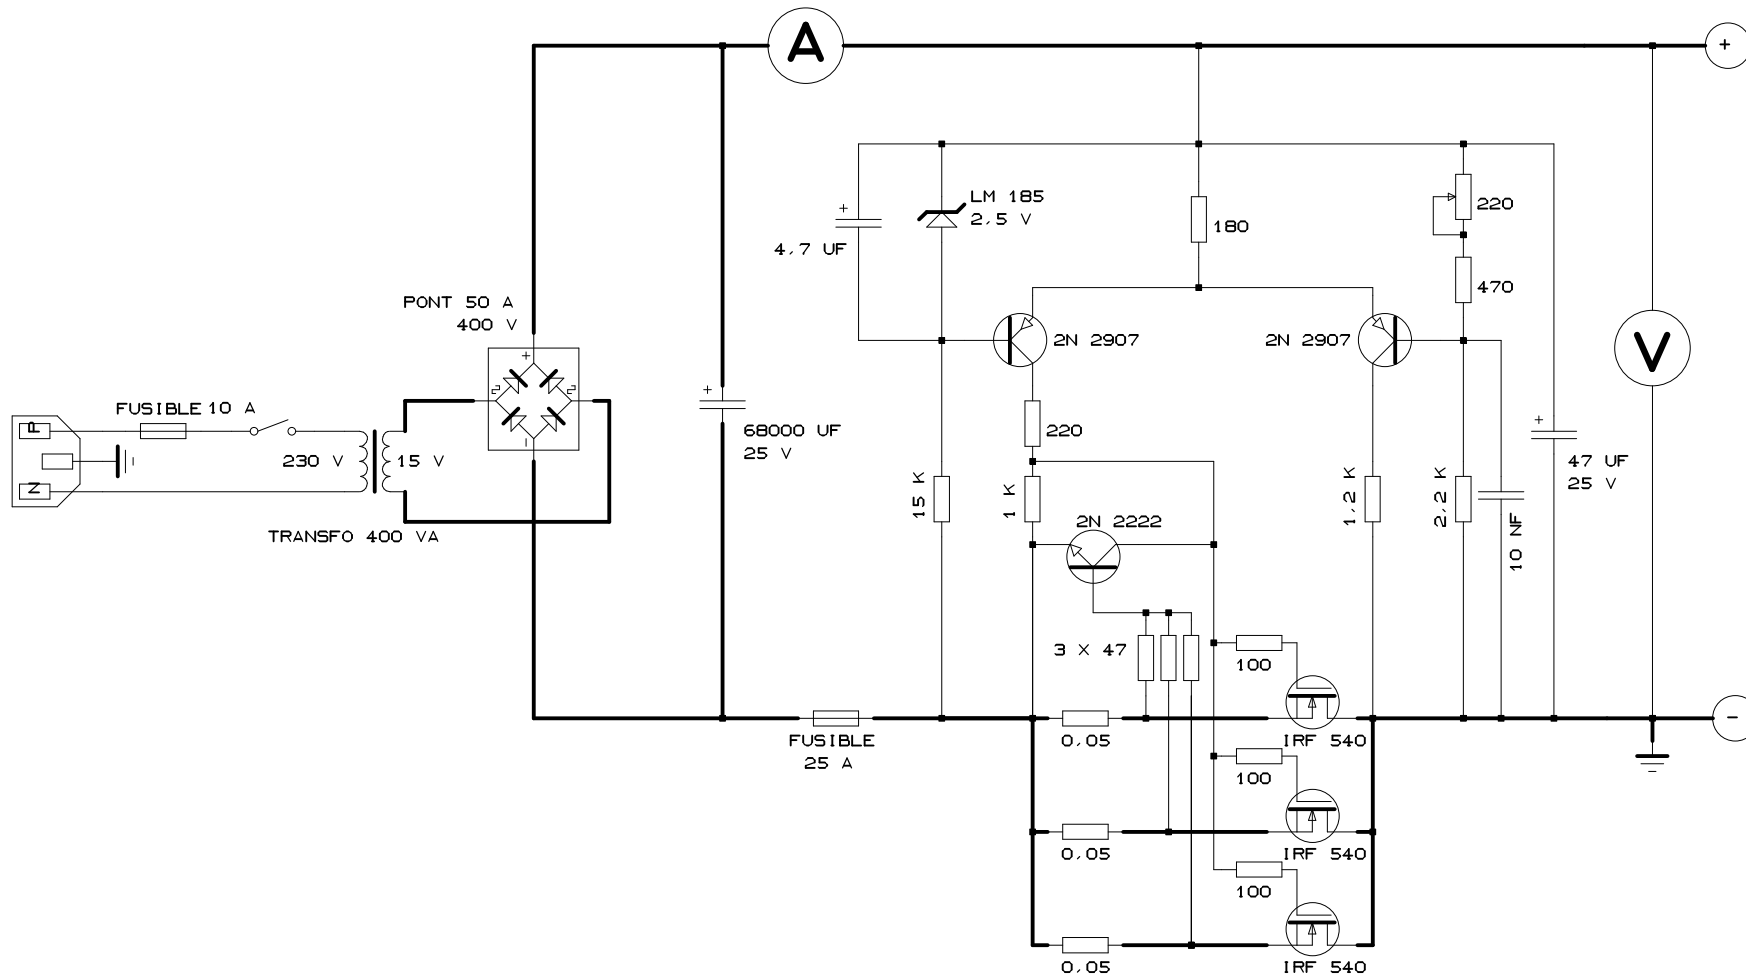 A
+
LM 185
2,5 V
+
4,7 UF
180
220
470
PONT 50 A
400 V
2N 2907
2N 2907
V
+
~
~
-
+
68000 UF
25 V
FUSIBLE 10 A
P
N
230 V
15 V
TRANSFO 400 VA
220
15 K
1 K
1,2 K
2,2 K
10 NF
+
47 UF
25 V
2N 2222
3 X 47
100
FUSIBLE
25 A
0,05
IRF 540
-
100
0,05
IRF 540
100
0,05
IRF 540